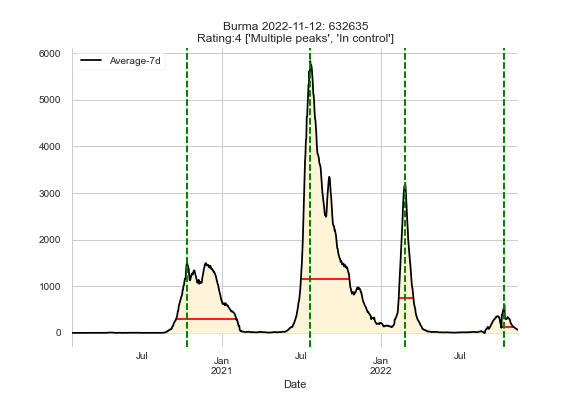 Burma 2022-11-12: 632635
Rating:4 ['Multiple peaks', 'In control']
Average-7d
6000
5000
4000
3000
2000
1000
0
Jul
Jan
2021
Jul
Jan
2022
Jul
Date